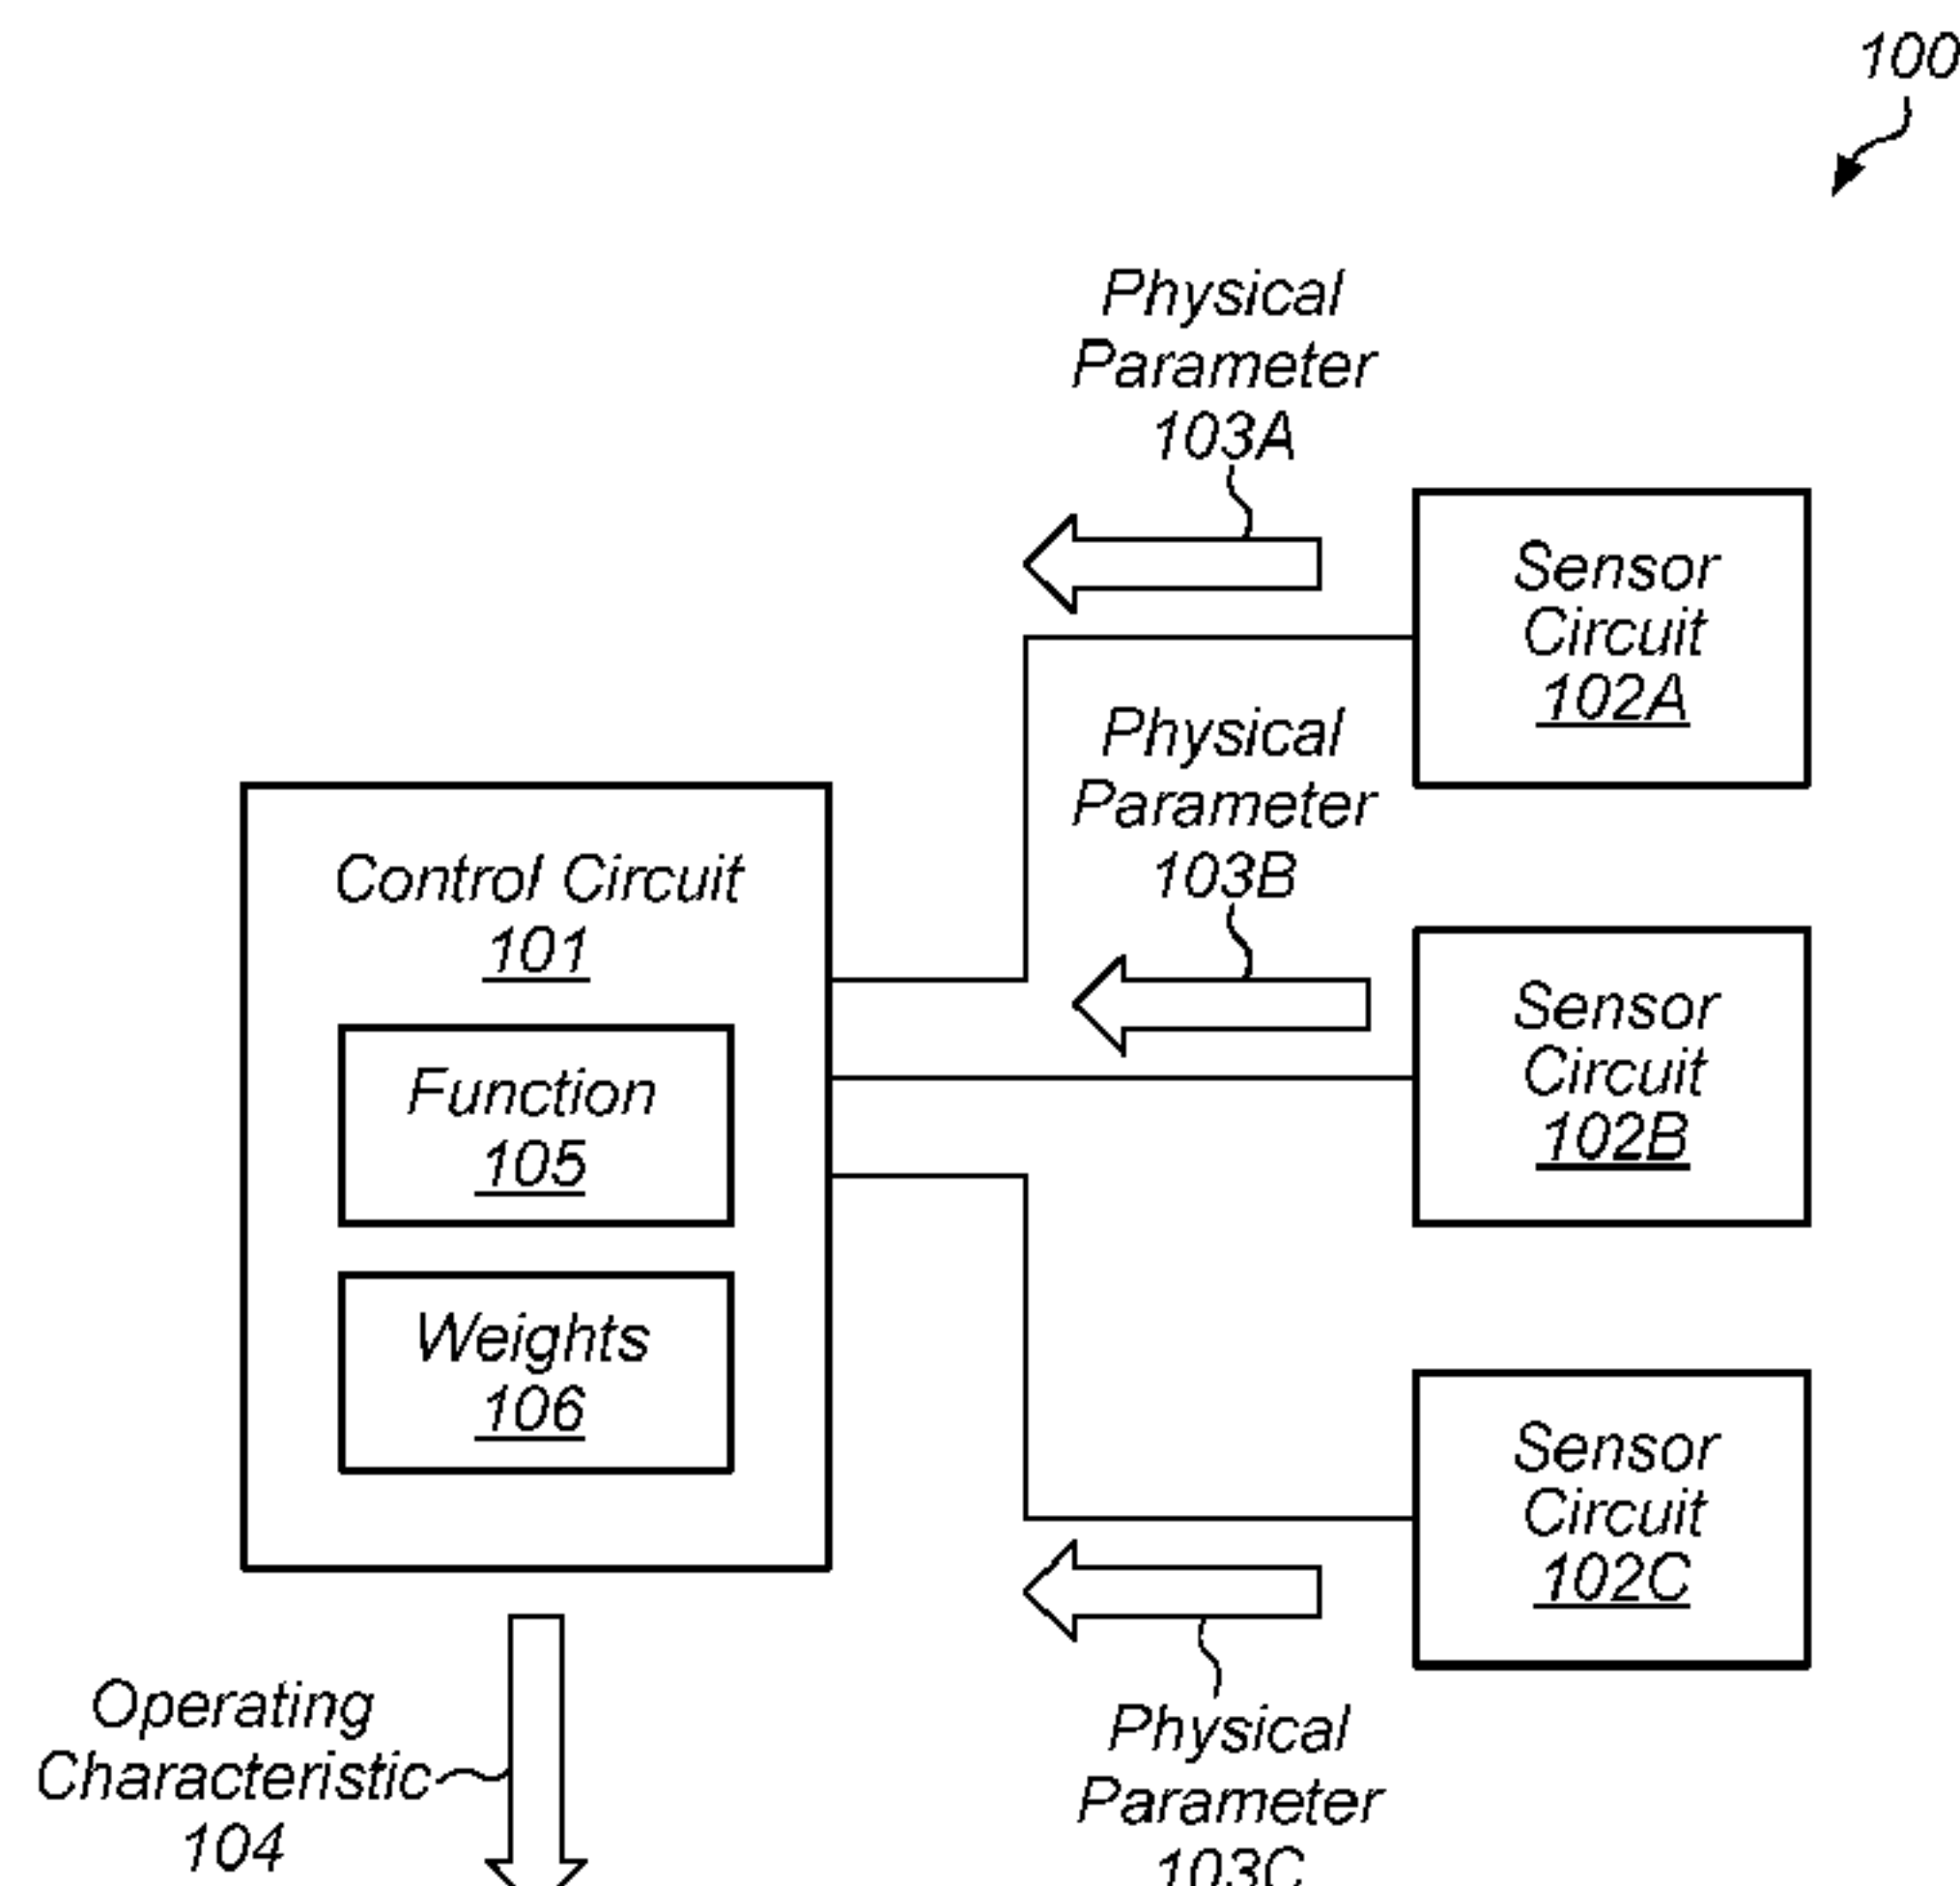 100
Physical
Parameter
103A
Sensor
Circuit
102A
Physical
Parameter
103B
Control Circuit
101
Sensor
Circuit
102B
Function
105
Weights
106
Sensor
Circuit
102C
Operating
Characteristic
104
Physical
Parameter
103C